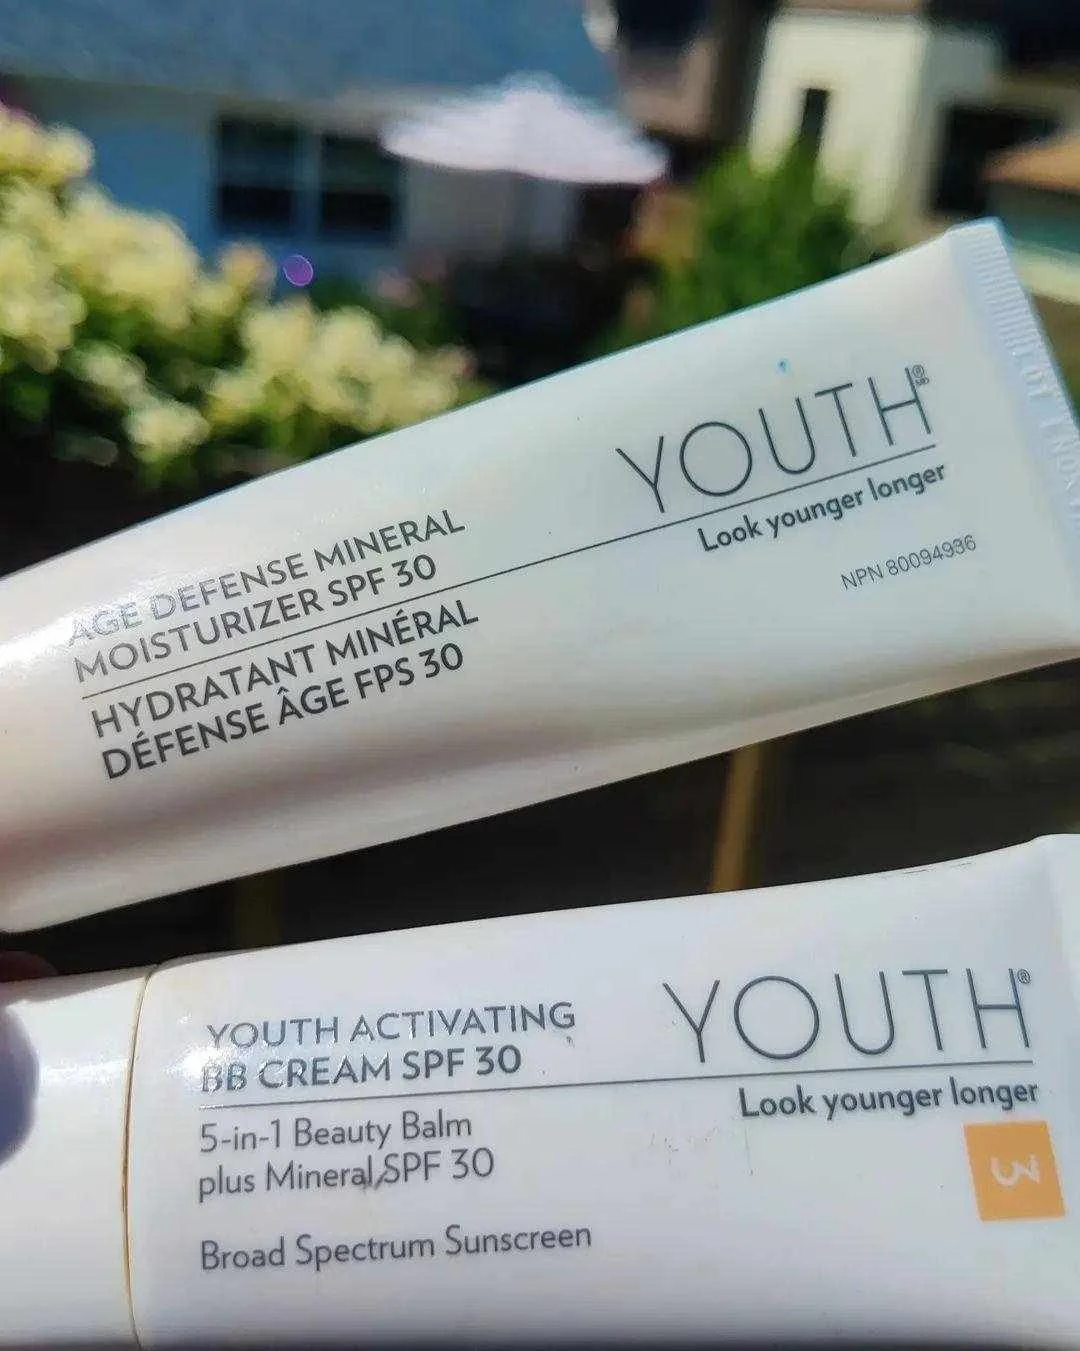 YOUTH®
Look younger longer
NPN 80094936
AGE DEFENSE MINERAL
MOISTURIZER SPF 30
HYDRATANT MINÉRAL
DÉFENSE ÂGE FPS 30
YOUTH®
Look younger longer
3
YOUTH ACTIVATING
BB CREAM SPF 30
5-in-1 Beauty Balm
plus Mineral SPF 30
Broad Spectrum Sunscreen